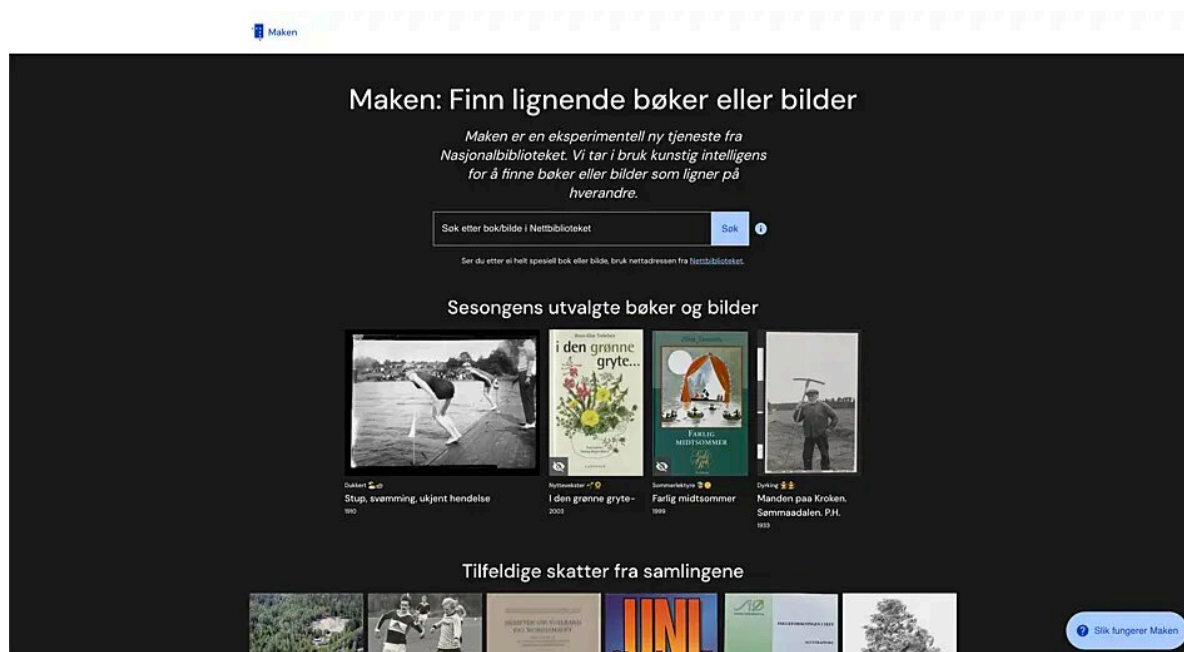 Maken
Maken: Finn lignende bøker eller bilder
Maken er en eksperimentell ny tjeneste fra
Nasjonalbiblioteket. Vi tar i bruk kunstig intelligens
for å finne bøker eller bilder som ligner på
hverandre.
Søk etter bok/bilde i Nettbiblioteket
Søk
Ser du etter ei helt spesiell bok eller bilde, bruk nettadressen fra Nettbiblioteket.
Sesongens utvalgte bøker og bilder
i den grønne
gryte...
FARLIG
MIDTSOMMER
Dukkert
Stup, svømming, ukjent hendelse
1910
Nyttevekster
I den grønne gryte-
2003
Sommerlektyre
Farlig midtsommer
1999
Dyrking
Manden paa Kroken.
Sømmaadalen. P.H.
1933
Tilfeldige skatter fra samlingene
UNI
Slik fungerer Maken